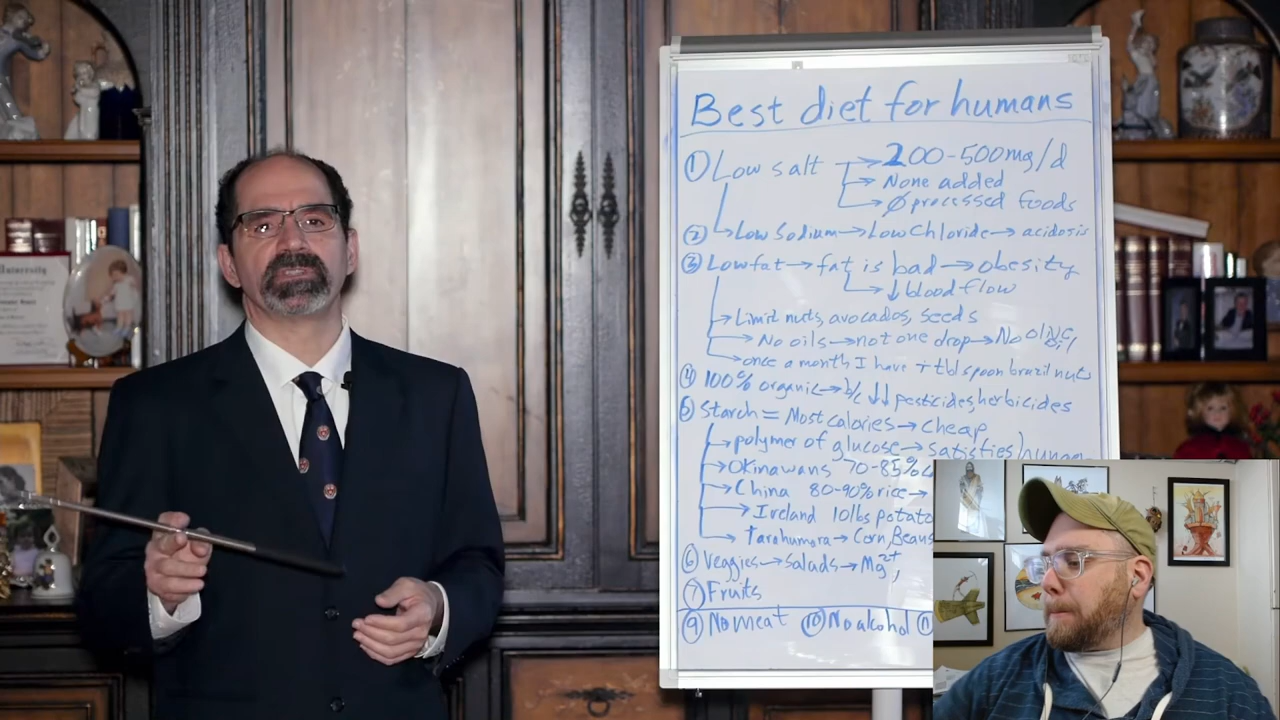 University
Best diet for humans
① Low salt → 200-500mg/d
→ None added
→ Ø processed foods
② → Low Sodium → Low Chloride → acidosis
③ Low fat → fat is bad → obesity
→ ↓ blood flow
→ Limit nuts, avocados, seeds
→ No oils → not one drop → No
→ once a month I have 1 tbl spoon brazil nuts
④ 100% organic → b/c ↓↓ pesticides, herbicides
⑤ Starch = Most calories → cheap
→ polymer of glucose → satisfies hunger
→ Okinawans 70-85%
→ China 80-90% rice →
→ Ireland 10lbs potato
→ Tarahumara → Corn, Beans
⑥ Veggies → Salads → Mg²⁺,
⑦ Fruits
⑨ No meat ⑩ No alcohol ⑪